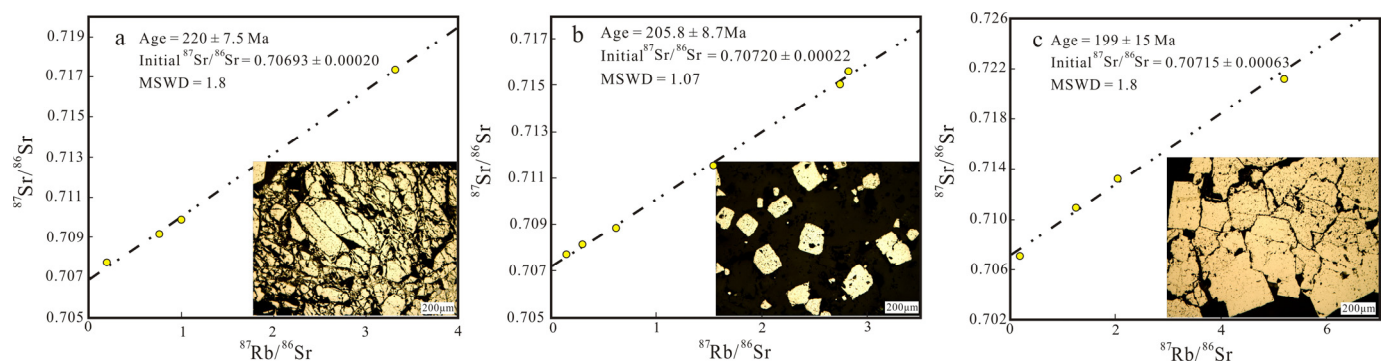 a
Age = 220 ± 7.5 Ma
Initial ⁸⁷Sr/⁸⁶Sr = 0.70693 ± 0.00020
MSWD = 1.8
0.719
0.717
0.715
0.713
0.711
0.709
0.707
0.705
⁸⁷Sr/⁸⁶Sr
0
1
2
3
4
⁸⁷Rb/⁸⁶Sr
200μm
b
Age = 205.8 ± 8.7Ma
Initial ⁸⁷Sr/⁸⁶Sr = 0.70720 ± 0.00022
MSWD = 1.07
0.717
0.715
0.713
0.711
0.709
0.707
0.705
⁸⁷Sr/⁸⁶Sr
0
1
2
3
⁸⁷Rb/⁸⁶Sr
200μm
c
Age = 199 ± 15 Ma
Initial ⁸⁷Sr/⁸⁶Sr = 0.70715 ± 0.00063
MSWD = 1.8
0.726
0.722
0.718
0.714
0.710
0.706
0.702
⁸⁷Sr/⁸⁶Sr
0
2
4
6
⁸⁷Rb/⁸⁶Sr
200μm